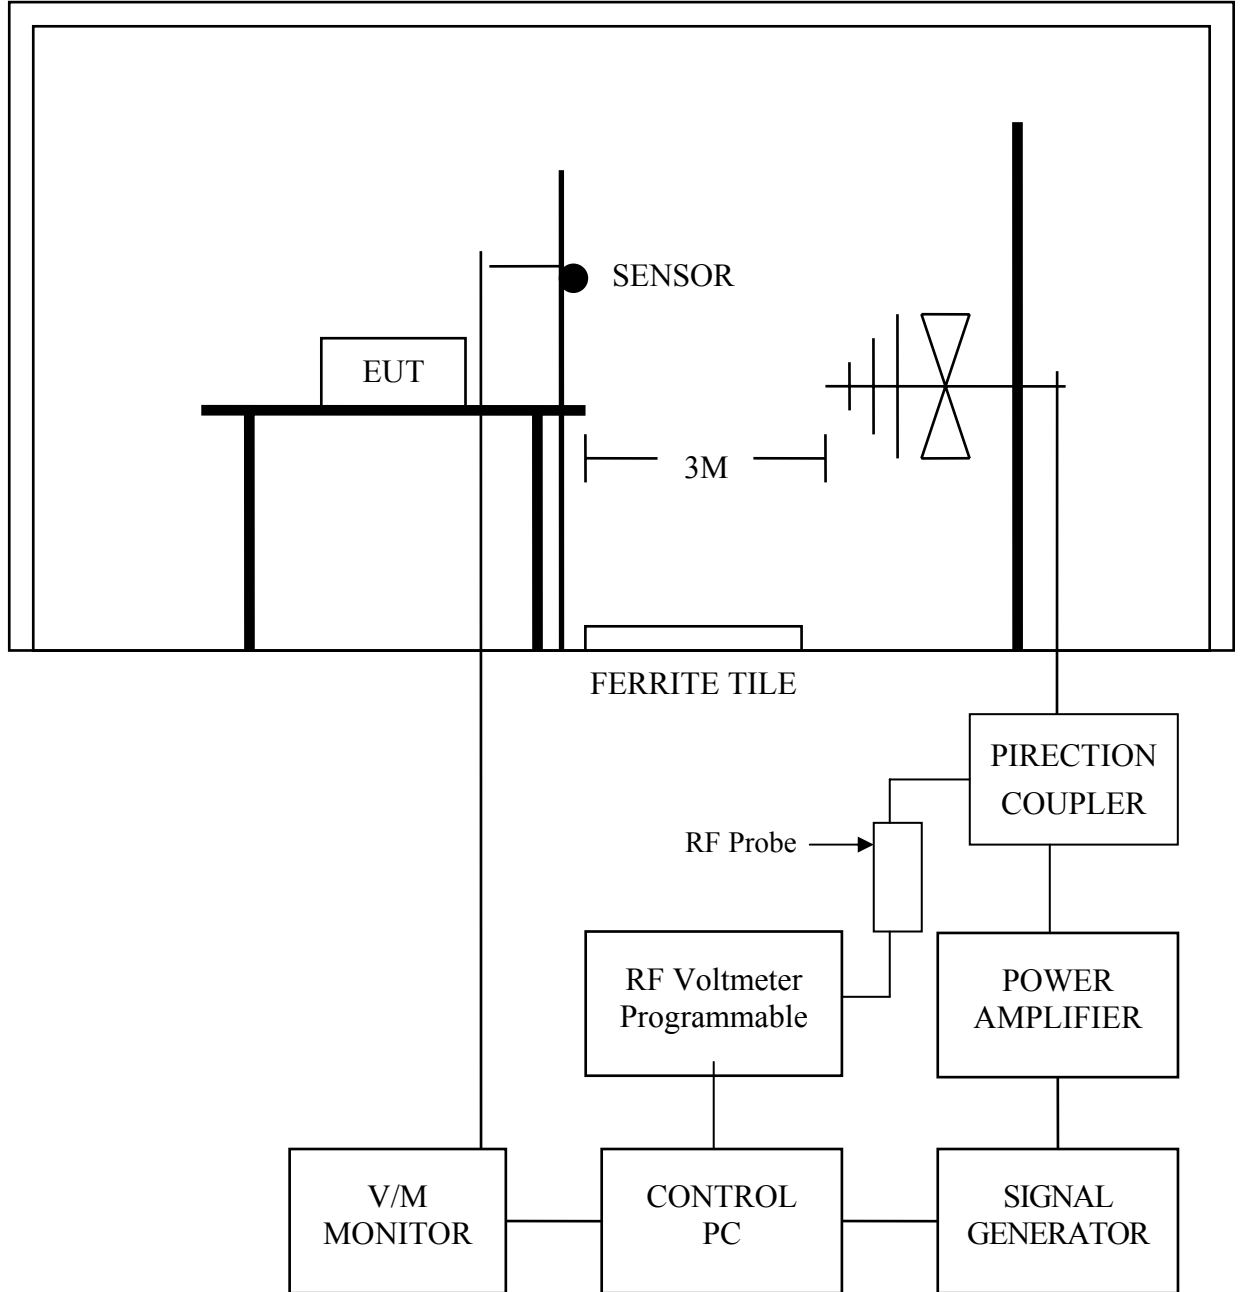 SENSOR
EUT
3M
FERRITE TILE
PIRECTION
COUPLER
RF Probe
RF Voltmeter
Programmable
POWER
AMPLIFIER
V/M
MONITOR
CONTROL
PC
SIGNAL
GENERATOR